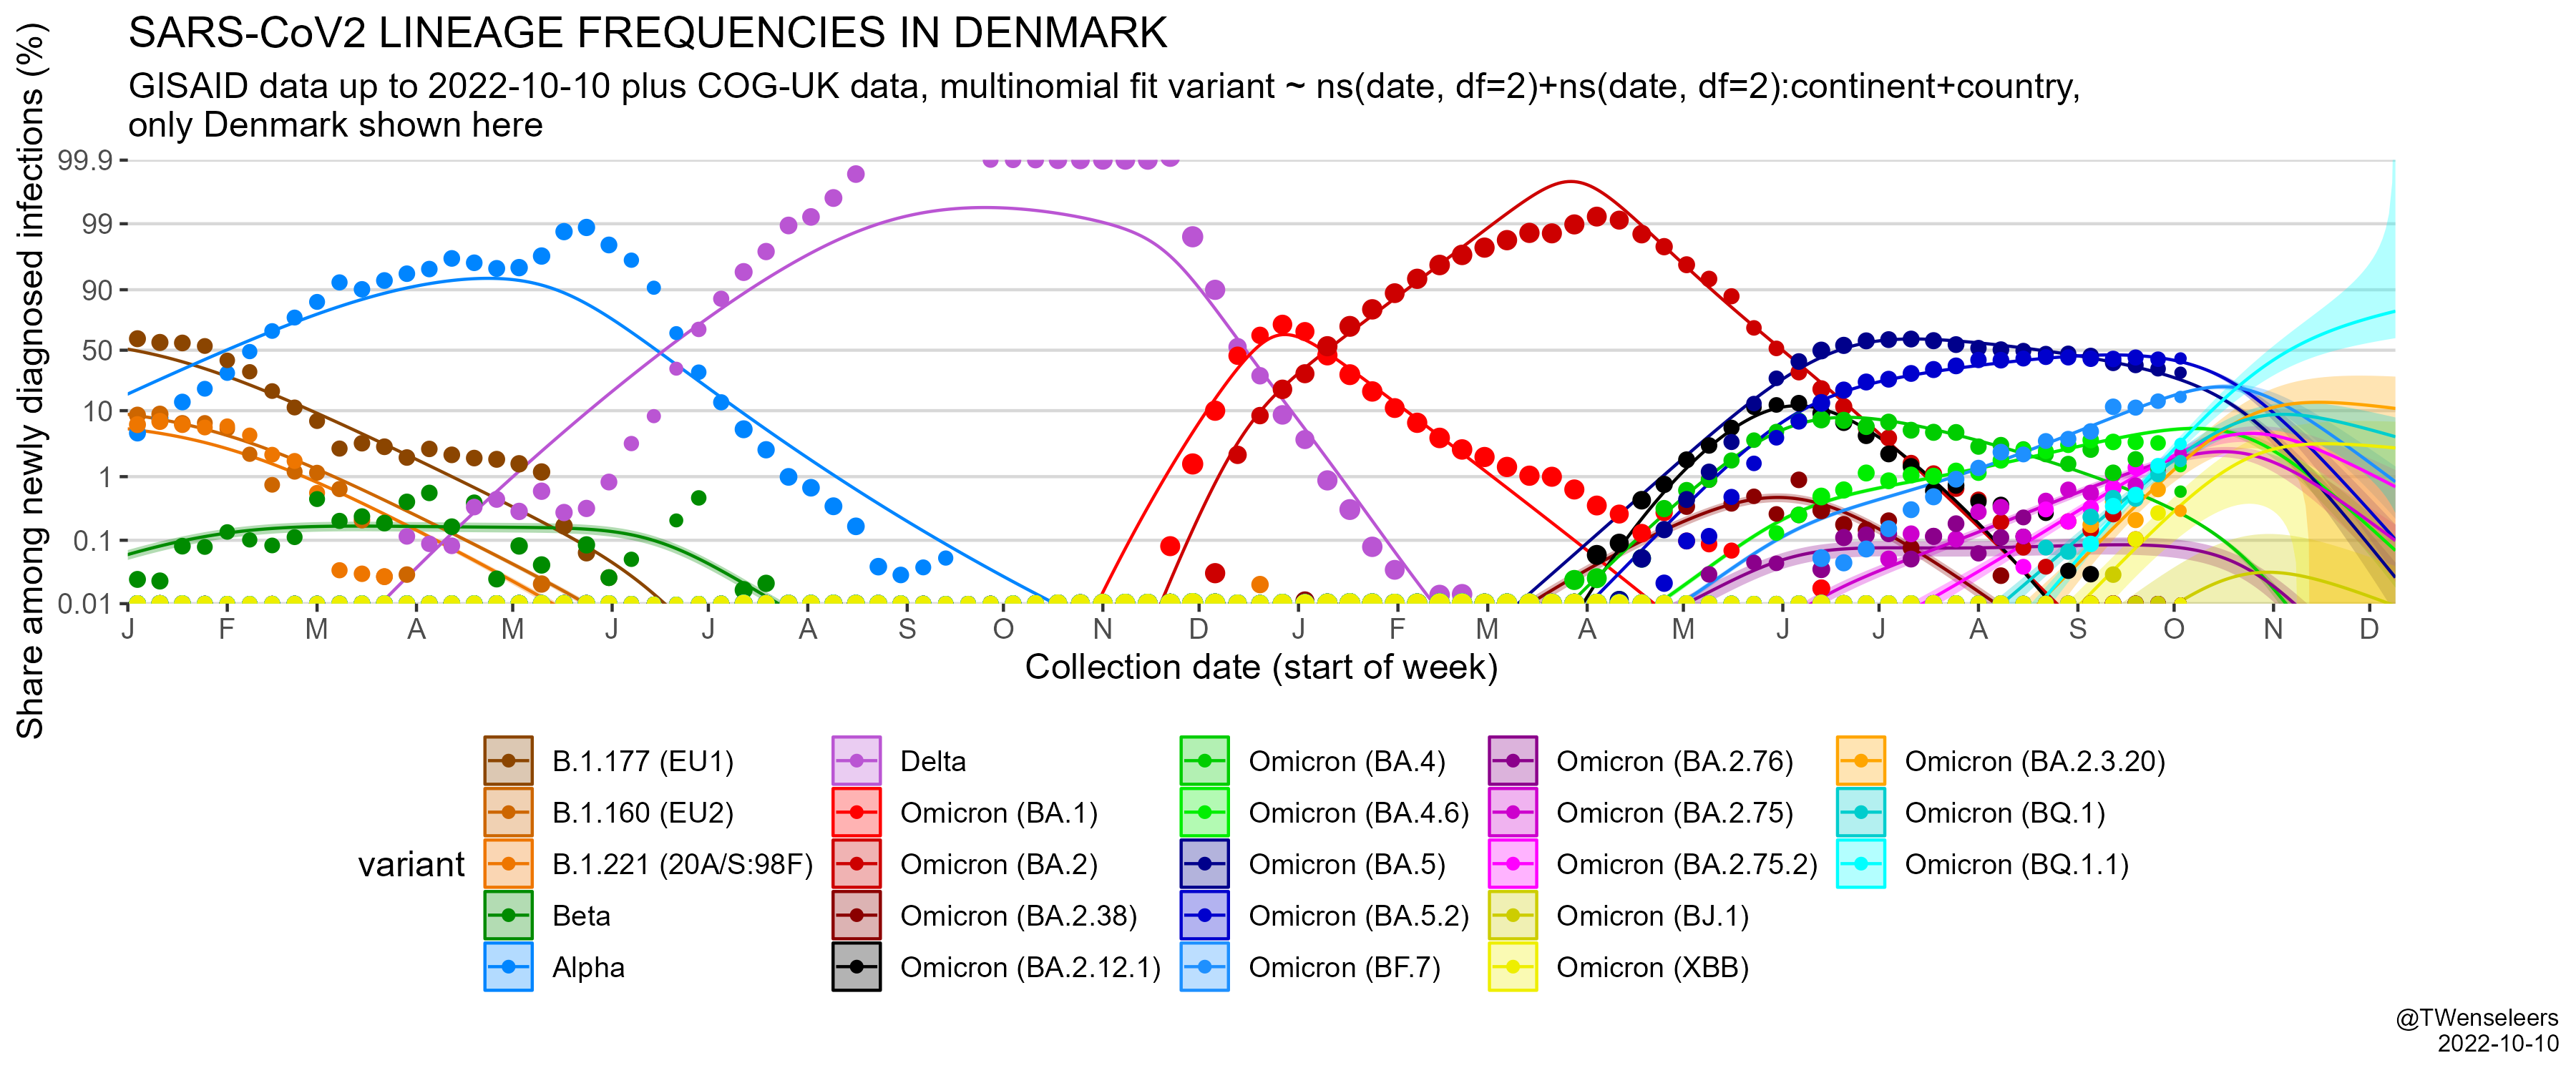 SARS-CoV2 LINEAGE FREQUENCIES IN DENMARK
GISAID data up to 2022-10-10 plus COG-UK data, multinomial fit variant ~ ns(date, df=2)+ns(date, df=2):continent+country,
only Denmark shown here
Share among newly diagnosed infections (%)
99.9
99
90
50
10
1
0.1
0.01
J F M A M J J A S O N D J F M A M J J A S O N D
Collection date (start of week)
variant
B.1.177 (EU1)
B.1.160 (EU2)
B.1.221 (20A/S:98F)
Beta
Alpha
Delta
Omicron (BA.1)
Omicron (BA.2)
Omicron (BA.2.38)
Omicron (BA.2.12.1)
Omicron (BA.4)
Omicron (BA.4.6)
Omicron (BA.5)
Omicron (BA.5.2)
Omicron (BF.7)
Omicron (BA.2.76)
Omicron (BA.2.75)
Omicron (BA.2.75.2)
Omicron (BJ.1)
Omicron (XBB)
Omicron (BA.2.3.20)
Omicron (BQ.1)
Omicron (BQ.1.1)
@TWenseleers
2022-10-10